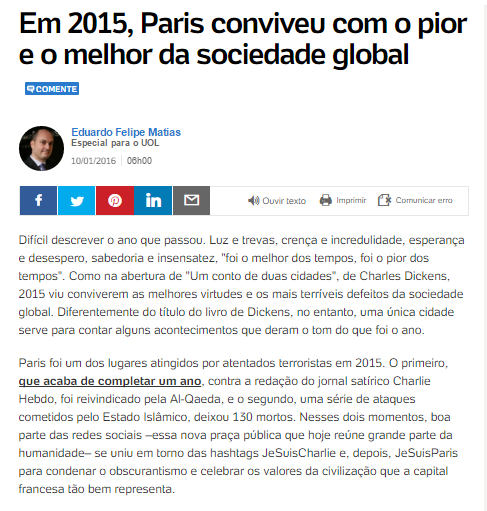 Em 2015, Paris conviveu com o pior
e o melhor da sociedade global
COMENTE
Eduardo Felipe Matias
Especial para o UOL
10/01/2016 06h00
Ouvir texto Imprimir Comunicar erro
Difícil descrever o ano que passou. Luz e trevas, crença e incredulidade, esperança
e desespero, sabedoria e insensatez, "foi o melhor dos tempos, foi o pior dos
tempos". Como na abertura de "Um conto de duas cidades", de Charles Dickens,
2015 viu conviverem as melhores virtudes e os mais terríveis defeitos da sociedade
global. Diferentemente do título do livro de Dickens, no entanto, uma única cidade
serve para contar alguns acontecimentos que deram o tom do que foi o ano.
Paris foi um dos lugares atingidos por atentados terroristas em 2015. O primeiro,
que acaba de completar um ano, contra a redação do jornal satírico Charlie
Hebdo, foi reivindicado pela Al-Qaeda, e o segundo, uma série de ataques
cometidos pelo Estado Islâmico, deixou 130 mortos. Nesses dois momentos, boa
parte das redes sociais –essa nova praça pública que hoje reúne grande parte da
humanidade– se uniu em torno das hashtags JeSuisCharlie e, depois, JeSuisParis
para condenar o obscurantismo e celebrar os valores da civilização que a capital
francesa tão bem representa.